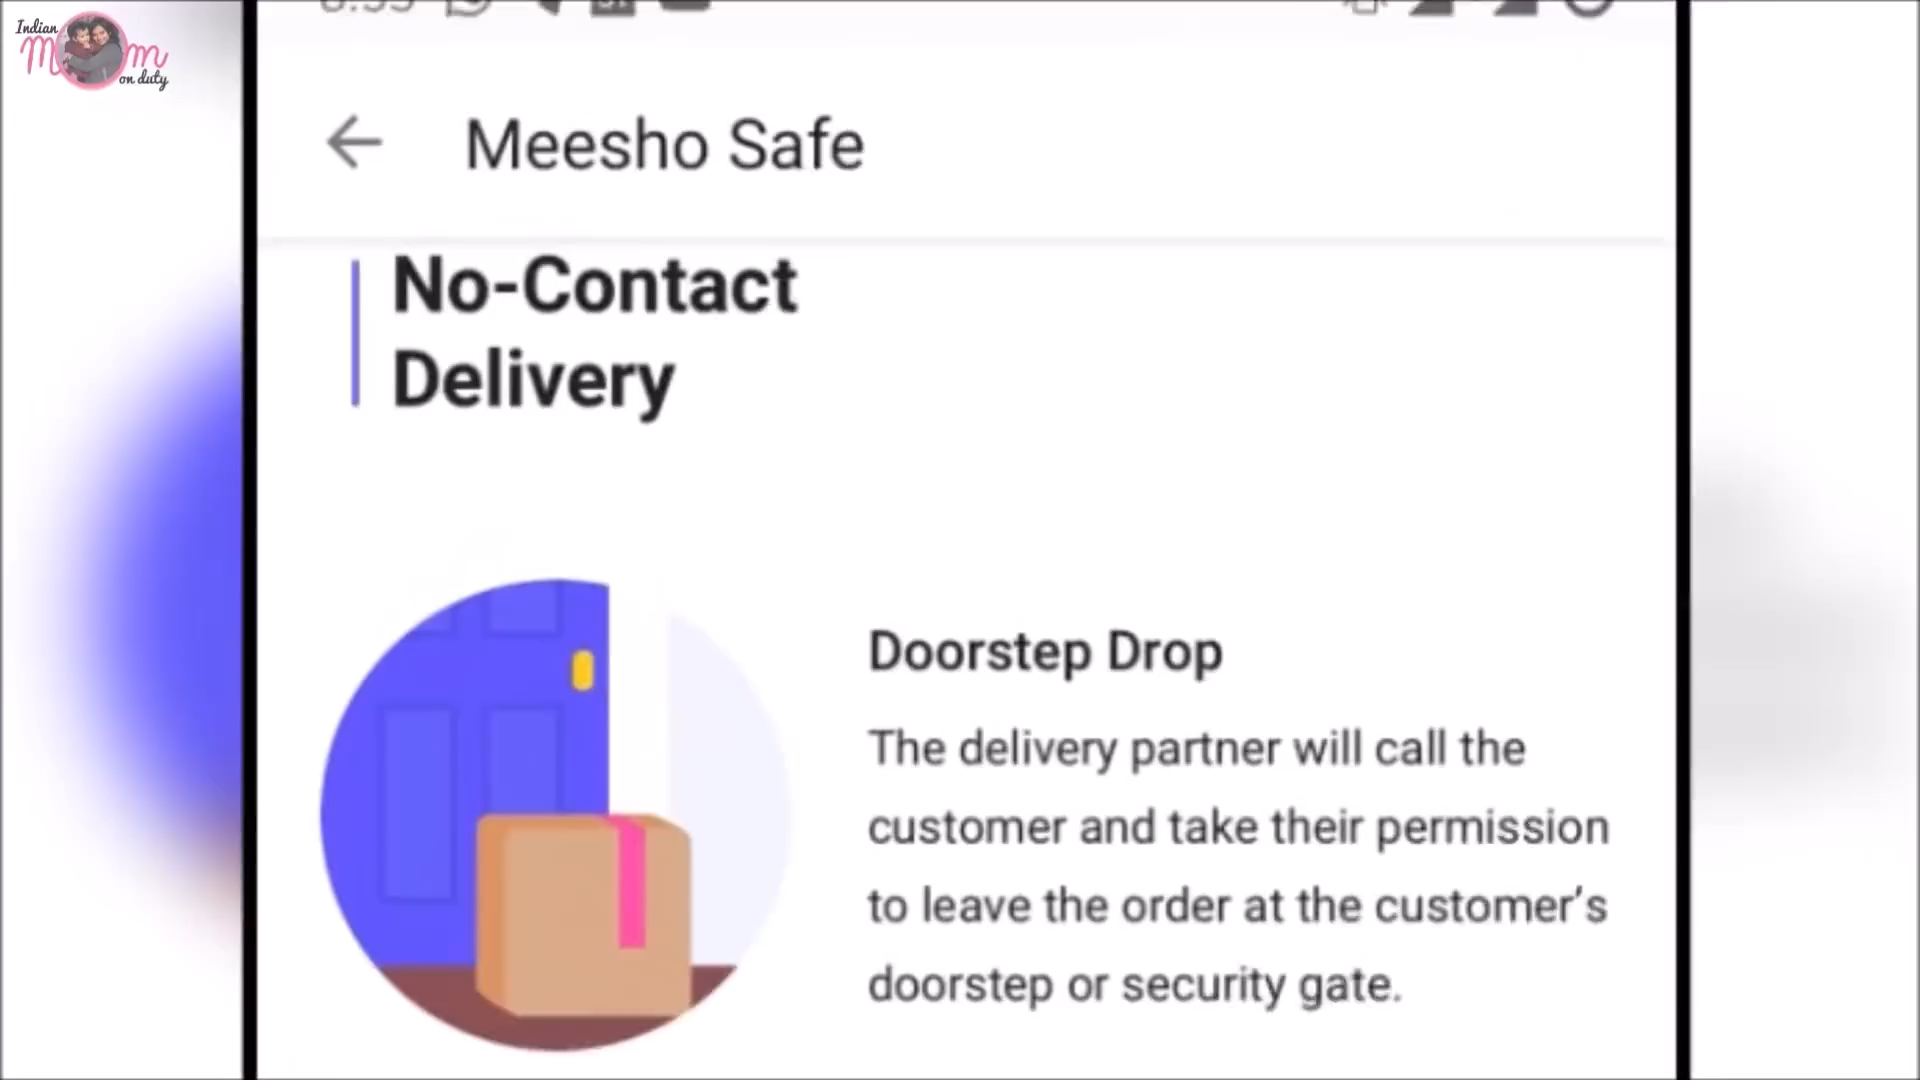 Indian
Mom
on duty
Meesho Safe
No-Contact
Delivery
Doorstep Drop
The delivery partner will call the
customer and take their permission
to leave the order at the customer’s
doorstep or security gate.